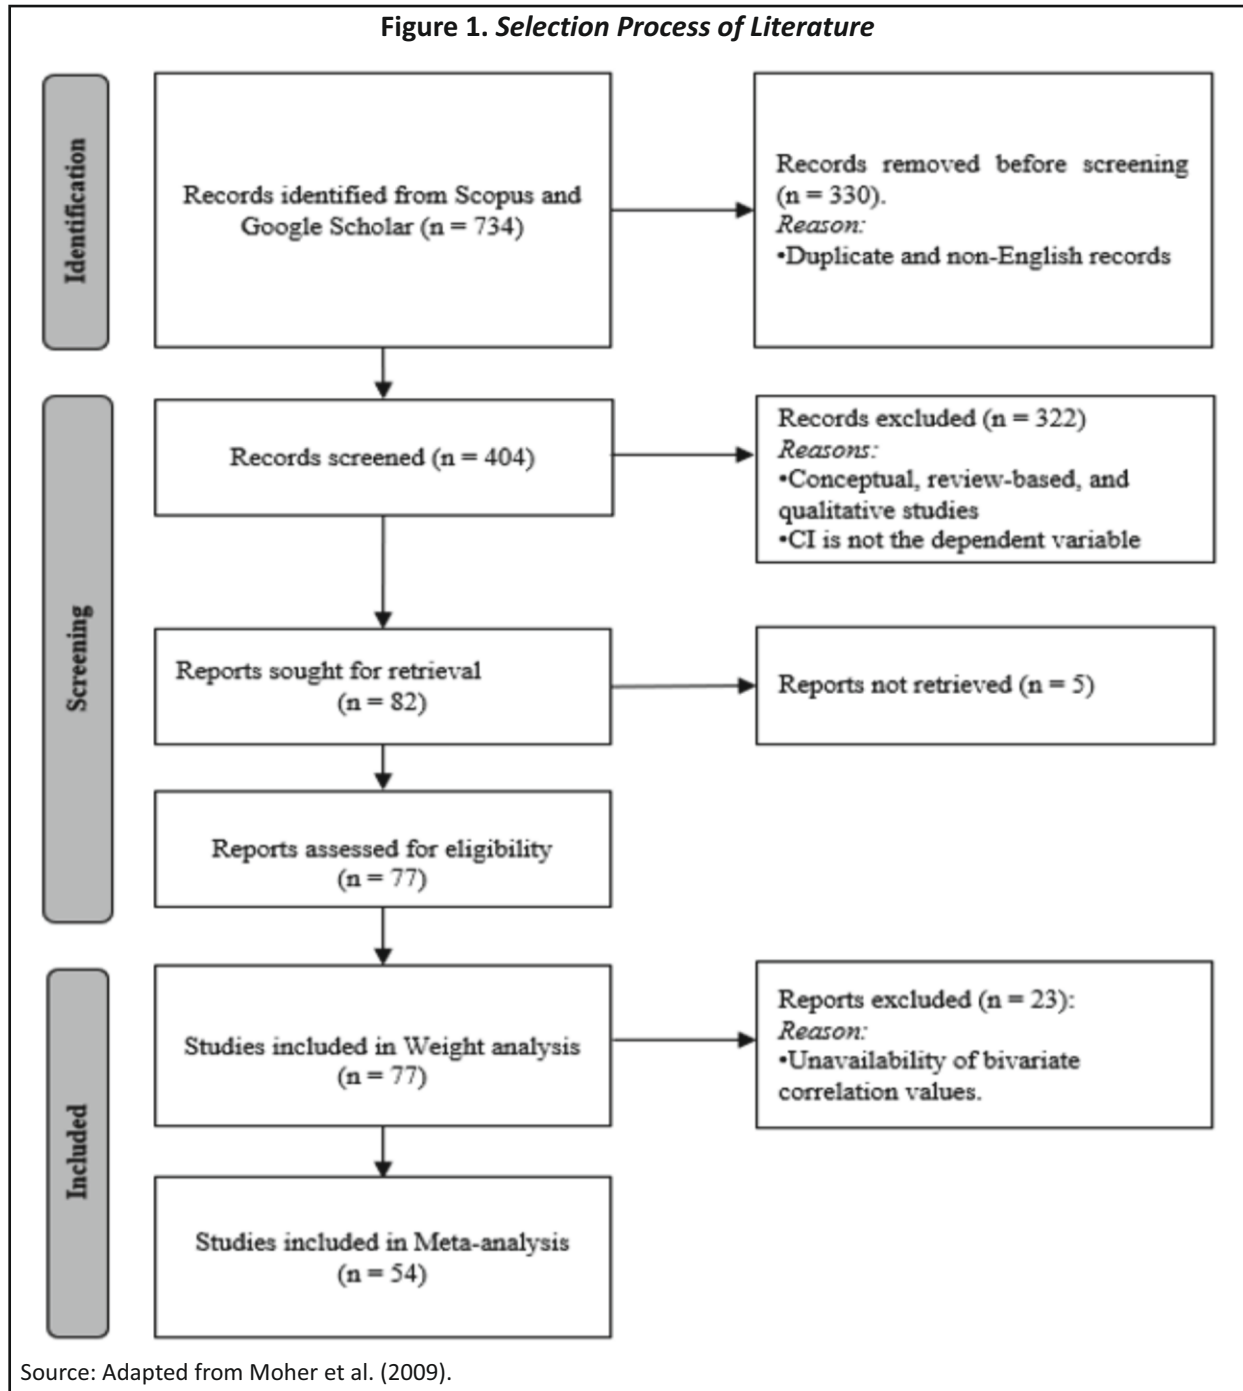 Figure 1. Selection Process of Literature
Identification
Records identified from Scopus and
Google Scholar (n = 734)
Records removed before screening
(n = 330).
Reason:
•Duplicate and non-English records
Screening
Records screened (n = 404)
Records excluded (n = 322)
Reasons:
•Conceptual, review-based, and
qualitative studies
•CI is not the dependent variable
Reports sought for retrieval
(n = 82)
Reports not retrieved (n = 5)
Reports assessed for eligibility
(n = 77)
Included
Studies included in Weight analysis
(n = 77)
Reports excluded (n = 23):
Reason:
•Unavailability of bivariate
correlation values.
Studies included in Meta-analysis
(n = 54)
Source: Adapted from Moher et al. (2009).